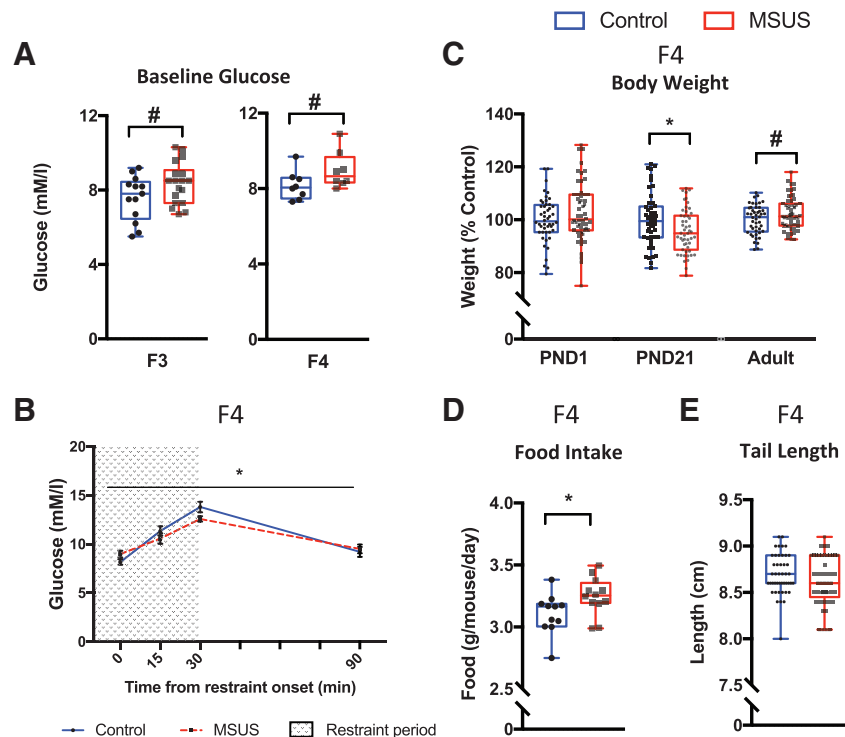 Control MSUS
A
Baseline Glucose
Glucose (mM/l)
12
8
4
0
#
F3
12
8
4
0
#
F4
C
F4
Body Weight
Weight (% Control)
140
120
100
80
0
*
#
PND1 PND21 Adult
B
F4
Glucose (mM/l)
20
15
10
5
0
*
0 15 30 90
Time from restraint onset (min)
Control MSUS Restraint period
D
F4
Food Intake
Food (g/mouse/day)
4.0
3.5
3.0
2.5
0
*
E
F4
Tail Length
Length (cm)
9.5
9.0
8.5
8.0
7.5
0